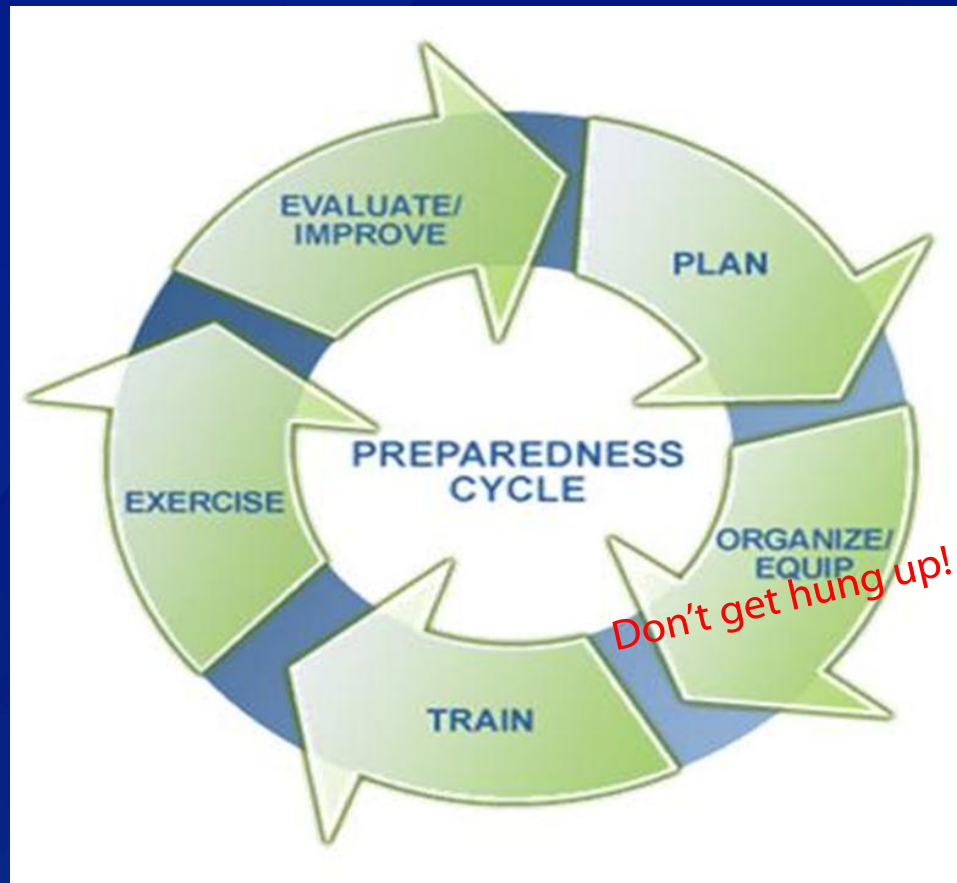 EVALUATE/
IMPROVE
PLAN
PREPAREDNESS
CYCLE
EXERCISE
ORGANIZE/
EQUIP
Don't get hung up!
TRAIN